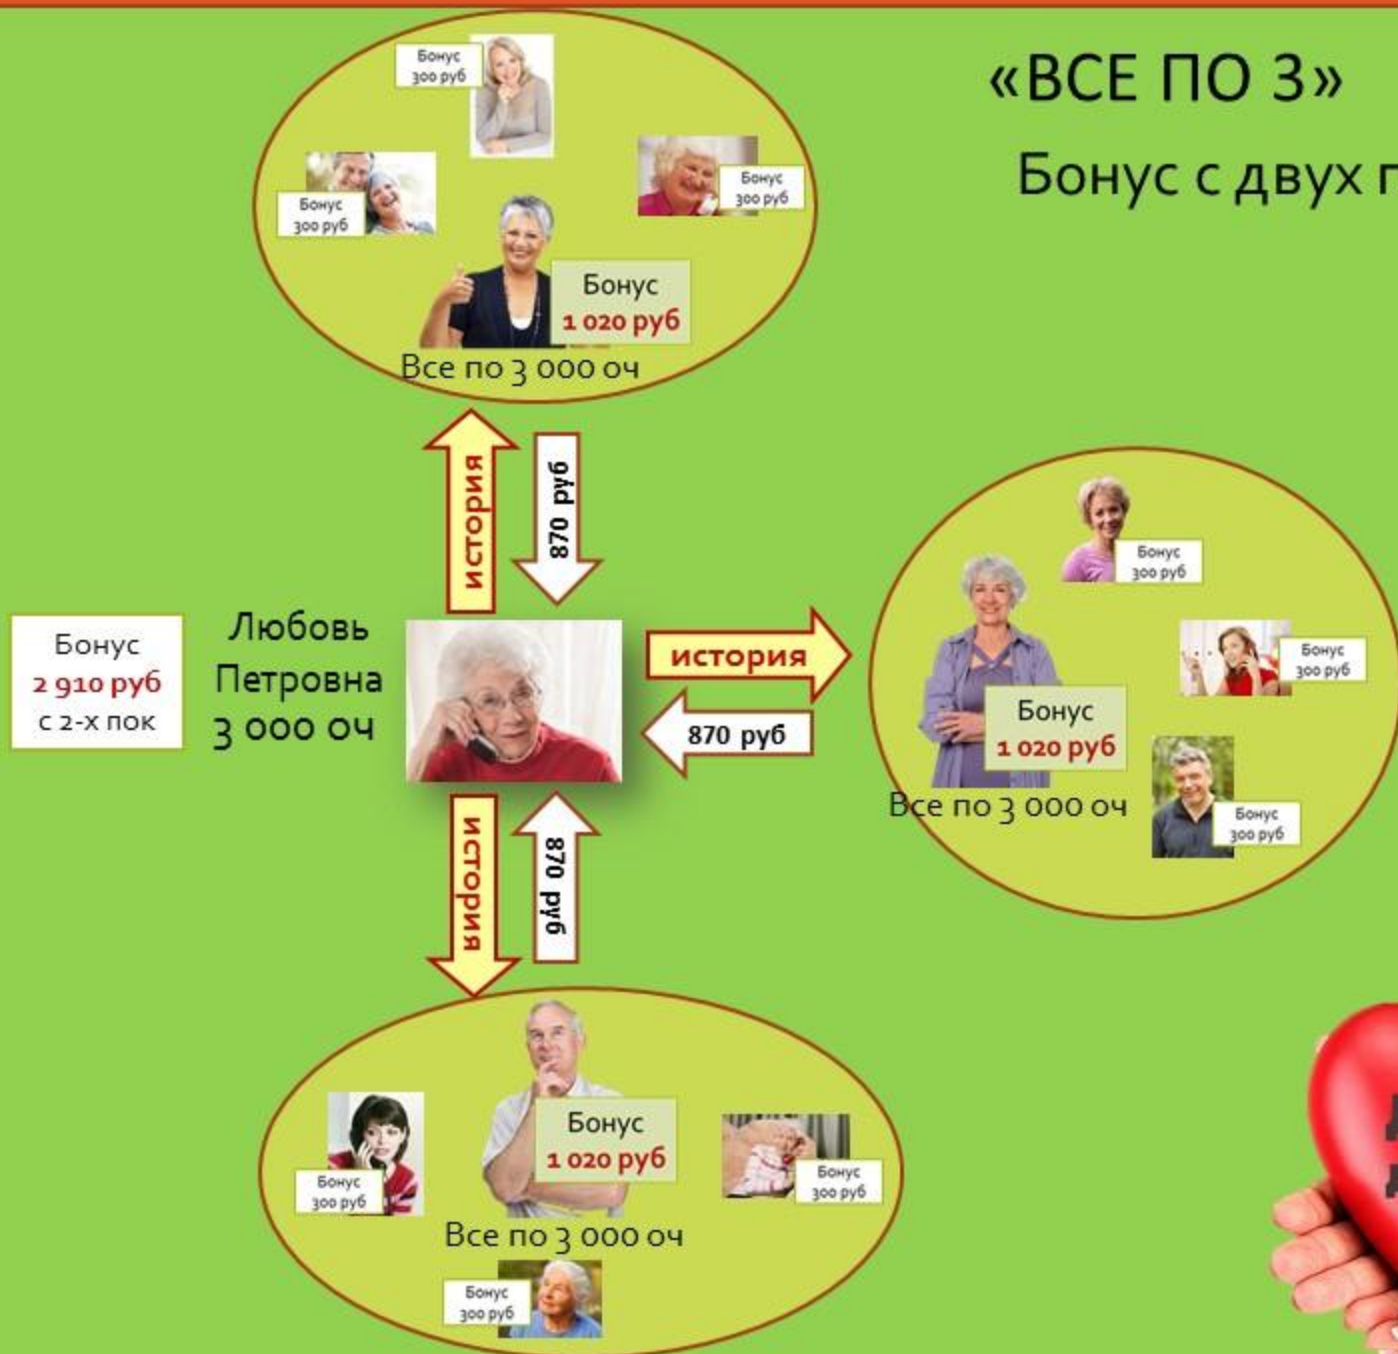 «ВСЕ ПО 3»
Бонус с двух
Бонус
300 руб
Бонус
300 руб
Бонус
300 руб
Бонус
1 020 руб
Все по 3 000 оч
история
870 руб
Бонус
2 910 руб
с 2-х пок
Любовь
Петровна
3 000 оч
история
870 руб
Бонус
300 руб
Бонус
300 руб
Бонус
1 020 руб
Все по 3 000 оч
Бонус
300 руб
история
870 руб
Бонус
1 020 руб
Бонус
300 руб
Бонус
300 руб
Все по 3 000 оч
Бонус
300 руб